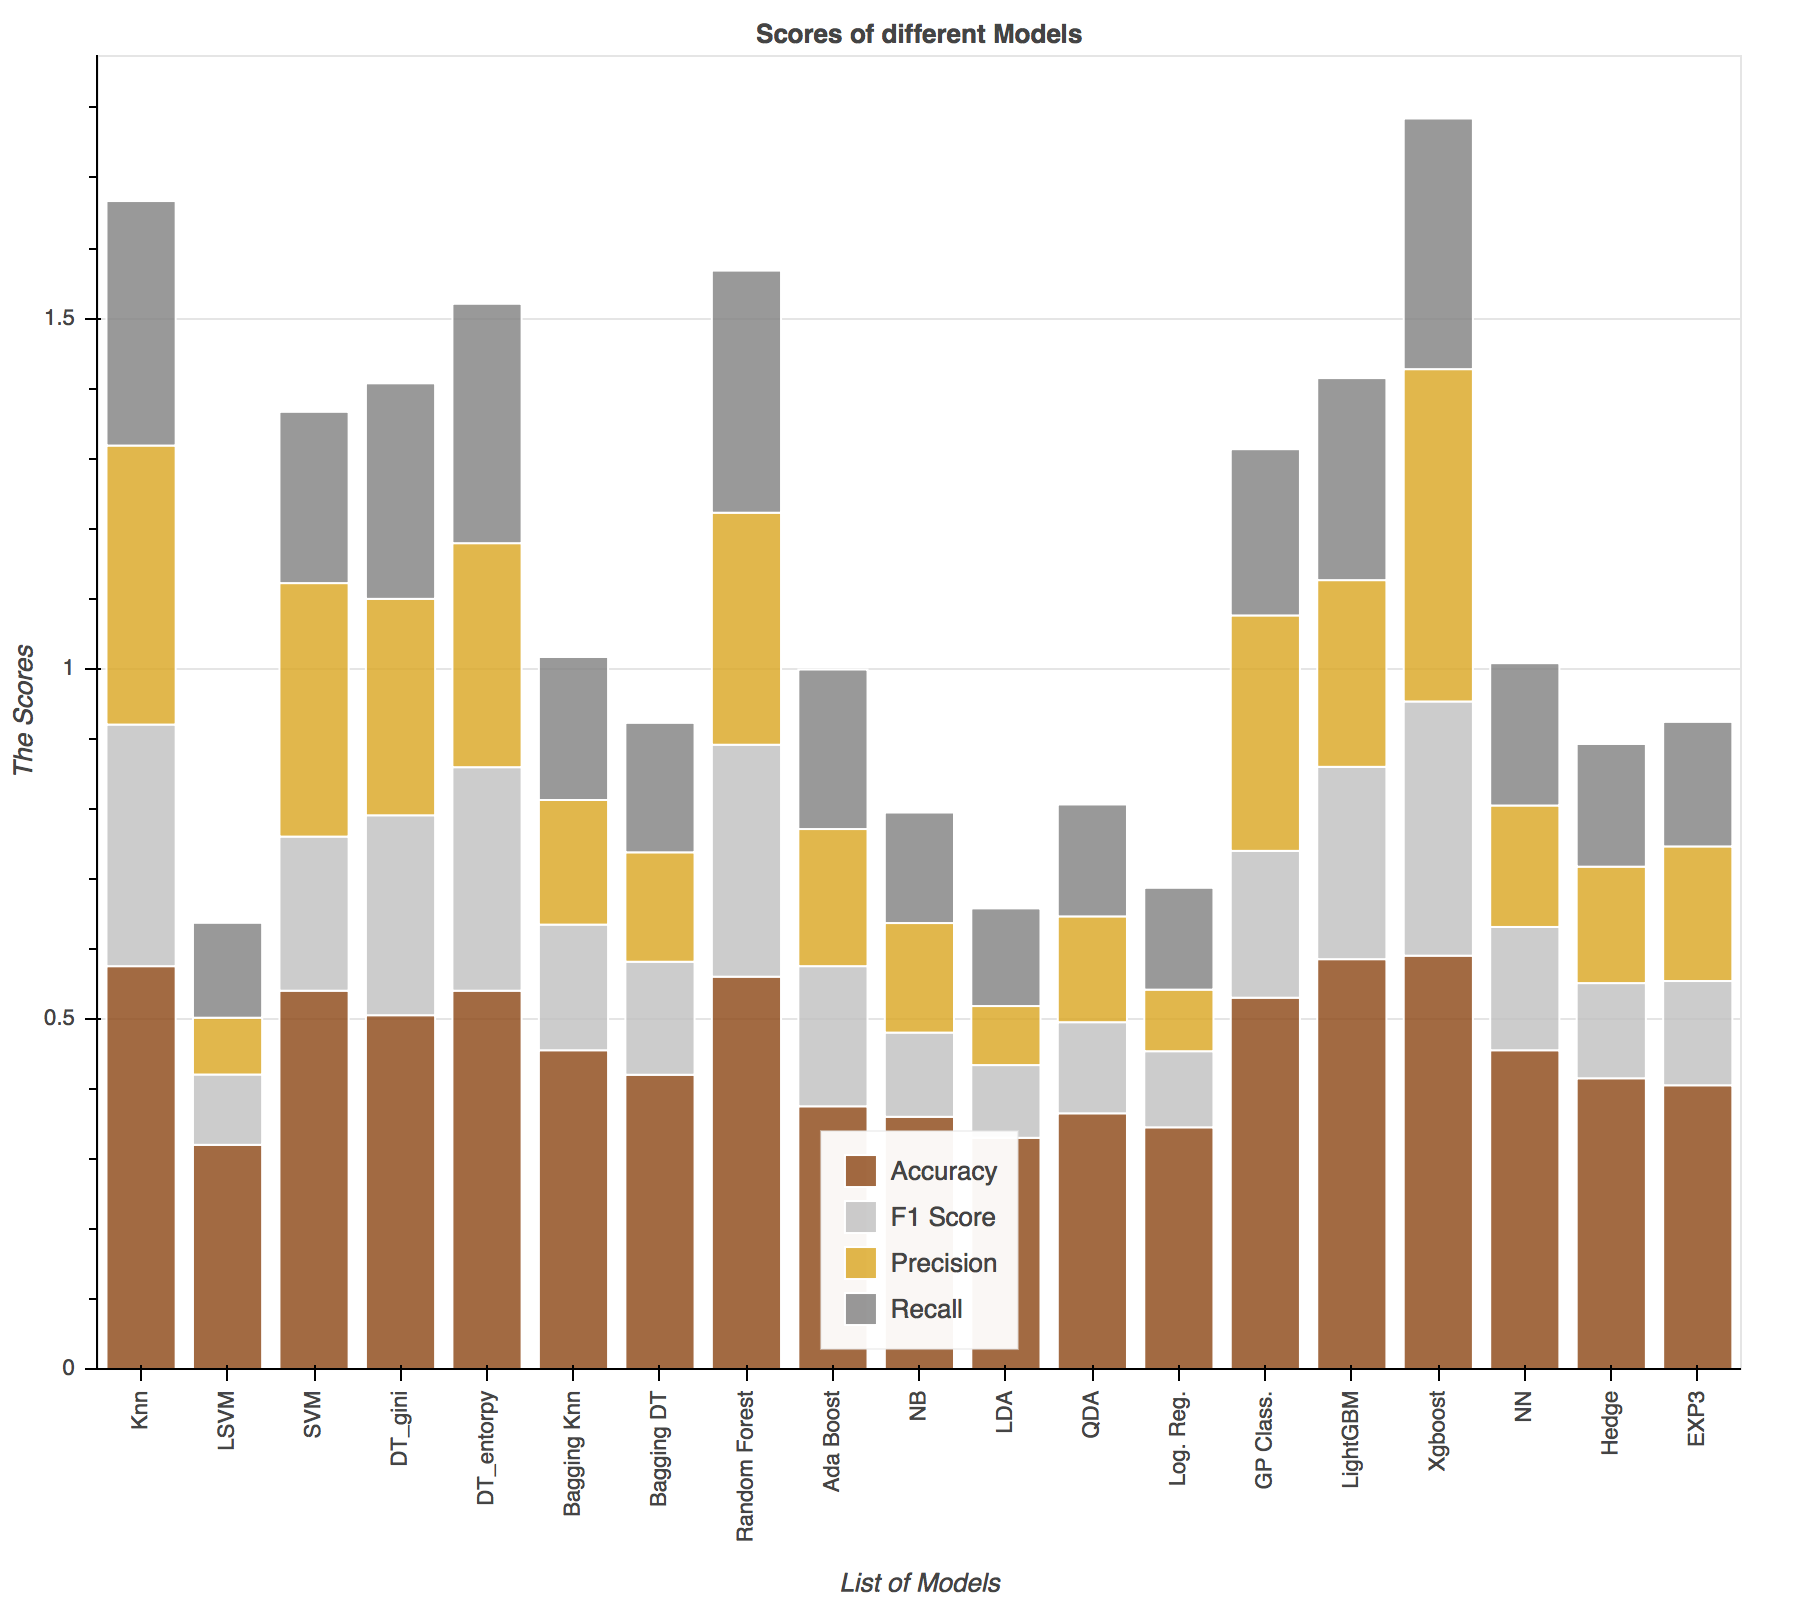 Scores of different Models
The Scores
1.5
1
0.5
0
Accuracy
F1 Score
Precision
Recall
Knn
LSVM
SVM
DT_gini
DT_entorpy
Bagging Knn
Bagging DT
Random Forest
Ada Boost
NB
LDA
QDA
Log. Reg.
GP Class.
LightGBM
Xgboost
NN
Hedge
EXP3
List of Models